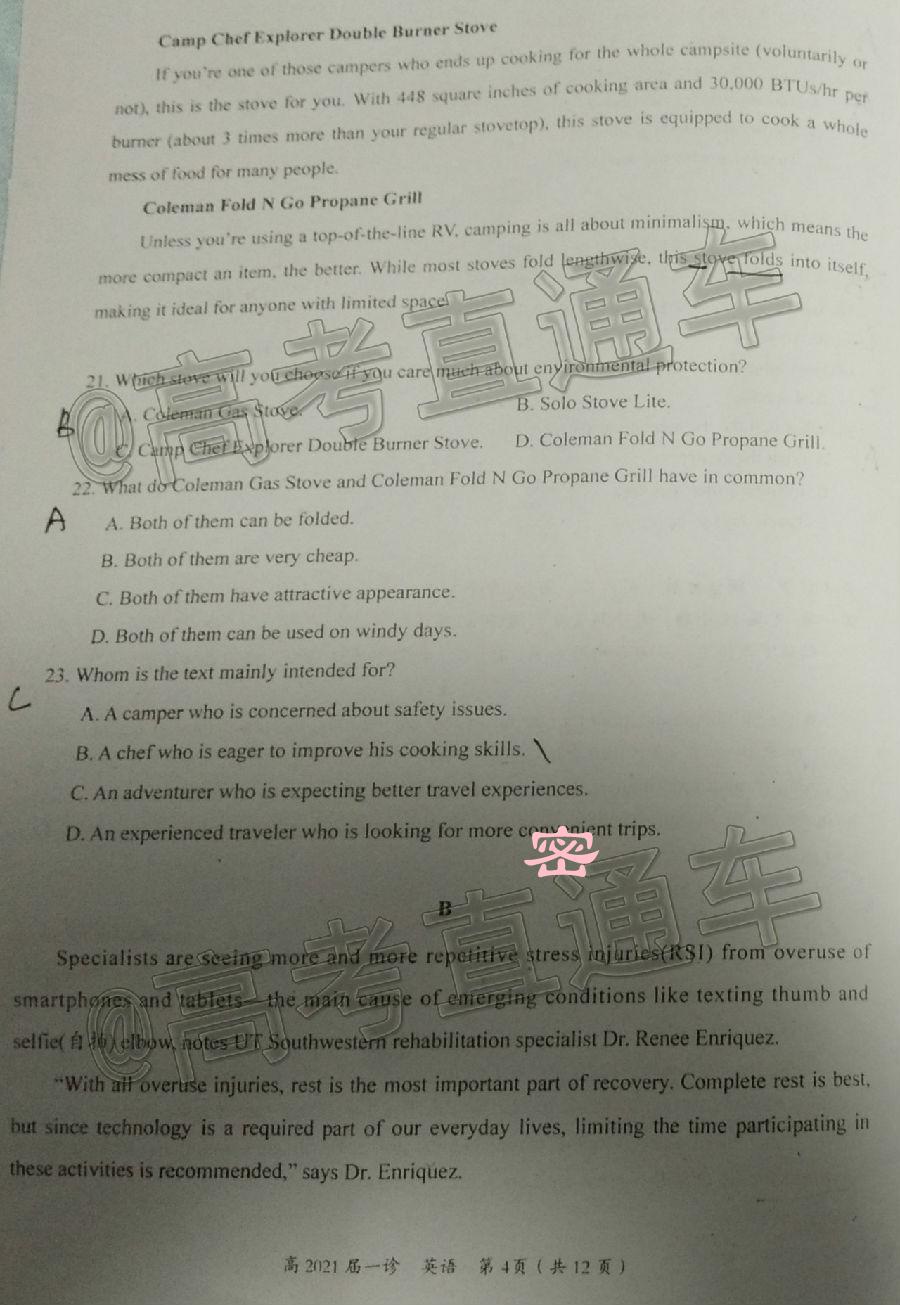 Camp Chef Explorer Double Burner Stove
If you're one of those campers who ends up cooking for the whole campsite (voluntarily or
not), this is the stove for you. With 448 square inches of cooking area and 30,000 BTUs/hr per
burner (about 3 times more than your regular stovetop), this stove is equipped to cook a whole
mess of food for many people.
Coleman Fold N Go Propane Grill
Unless you're using a top-of-the-line RV, camping is all about minimalism, which means the
more compact an item, the better. While most stoves fold lengthwise, this stove folds into itself,
making it ideal for anyone with limited space.
21. Which stove will you choose if you care much about environmental protection?
B
A. Coleman Gas Stove. B. Solo Stove Lite.
C. Camp Chef Explorer Double Burner Stove. D. Coleman Fold N Go Propane Grill.
22. What do Coleman Gas Stove and Coleman Fold N Go Propane Grill have in common?
A
A. Both of them can be folded.
B. Both of them are very cheap.
C. Both of them have attractive appearance.
D. Both of them can be used on windy days.
23. Whom is the text mainly intended for?
C
A. A camper who is concerned about safety issues.
B. A chef who is eager to improve his cooking skills.
C. An adventurer who is expecting better travel experiences.
D. An experienced traveler who is looking for more convenient trips.
密
B
Specialists are seeing more and more repetitive stress injuries(RSI) from overuse of
smartphones and tablets—the main cause of emerging conditions like texting thumb and
selfie(自拍) elbow, notes UT Southwestern rehabilitation specialist Dr. Renee Enriquez.
"With all overuse injuries, rest is the most important part of recovery. Complete rest is best,
but since technology is a required part of our everyday lives, limiting the time participating in
these activities is recommended," says Dr. Enriquez.
高 2021 届一诊 英语 第 4页 ( 共 12 页 )
@高考直通车
@高考直通车